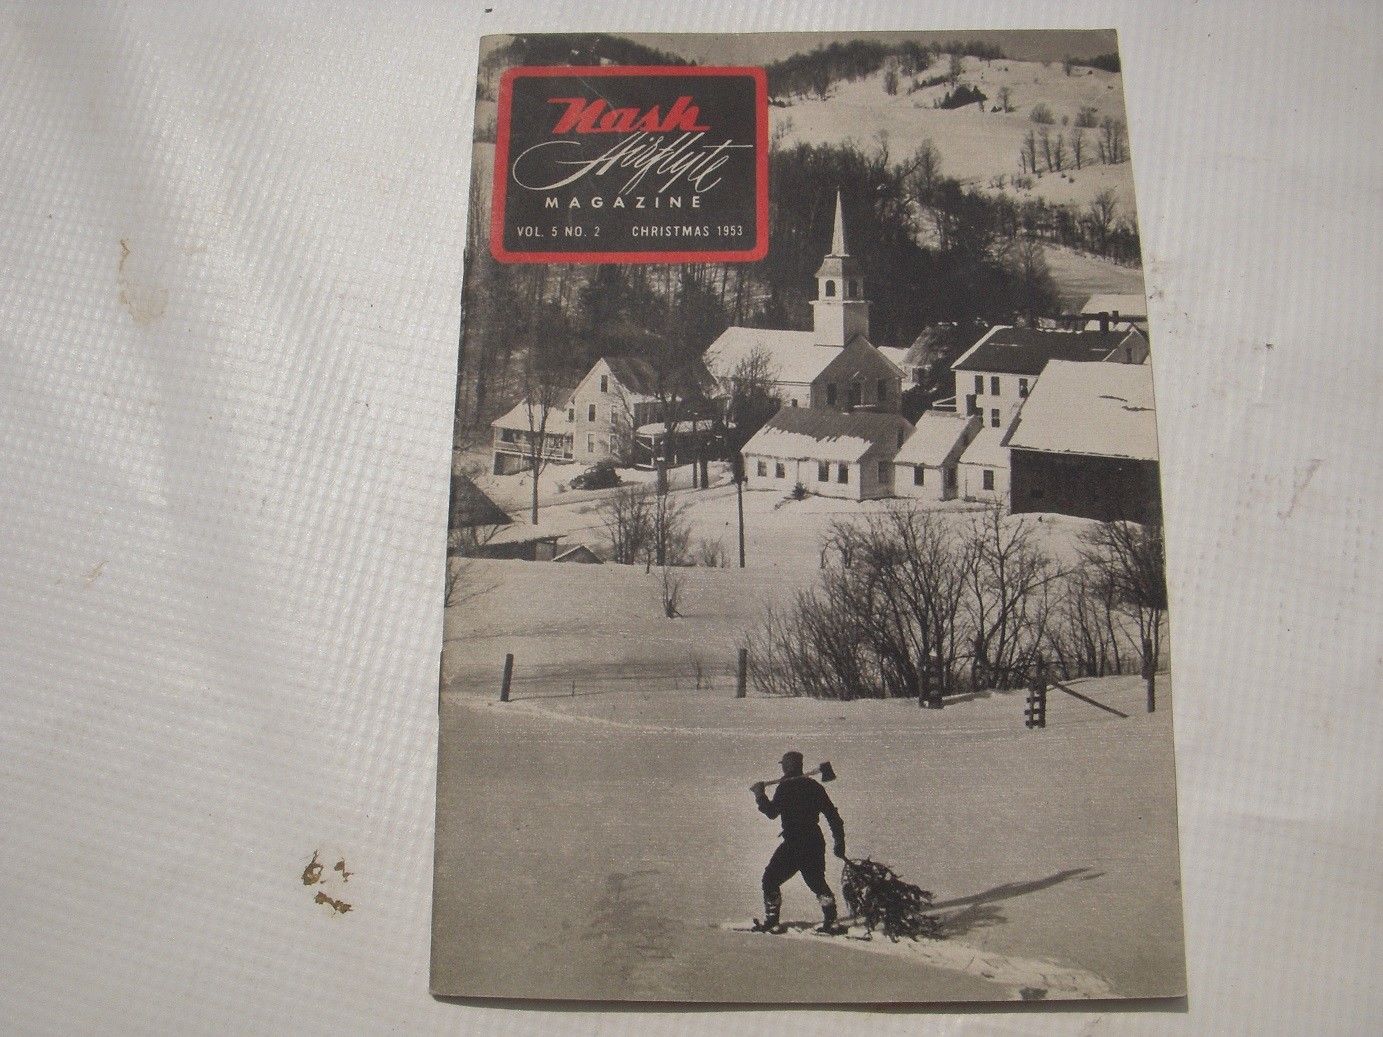 Nash
Airflyte
MAGAZINE
VOL. 5 NO. 2 CHRISTMAS 1953